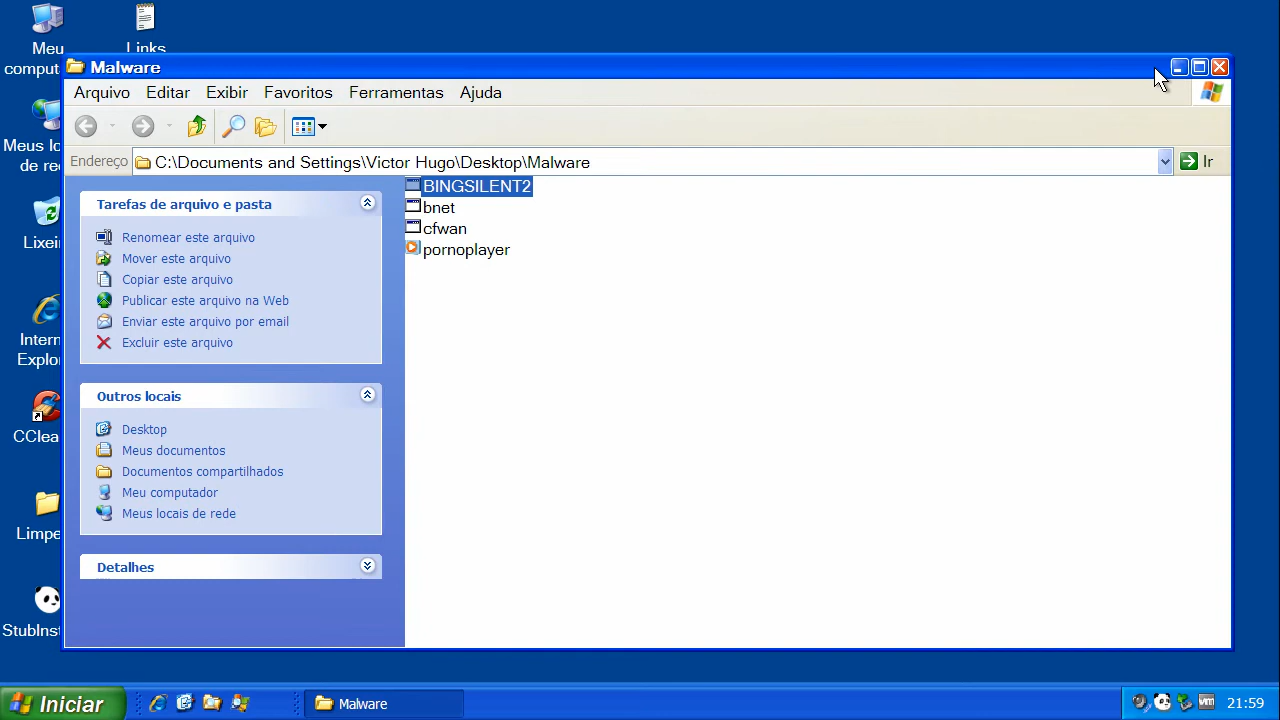 Meu
comput
Links
Malware
Arquivo Editar Exibir Favoritos Ferramentas Ajuda
Endereço C:\Documents and Settings\Victor Hugo\Desktop\Malware Ir
Meus lo
de re
Lixei
Intern
Explo
CClea
Limpe
StubInst
Tarefas de arquivo e pasta
Renomear este arquivo
Mover este arquivo
Copiar este arquivo
Publicar este arquivo na Web
Enviar este arquivo por email
Excluir este arquivo
Outros locais
Desktop
Meus documentos
Documentos compartilhados
Meu computador
Meus locais de rede
Detalhes
BINGSILENT2
bnet
cfwan
pornoplayer
Iniciar Malware vm 21:59